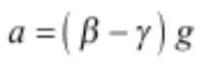 a = ( β − γ ) g